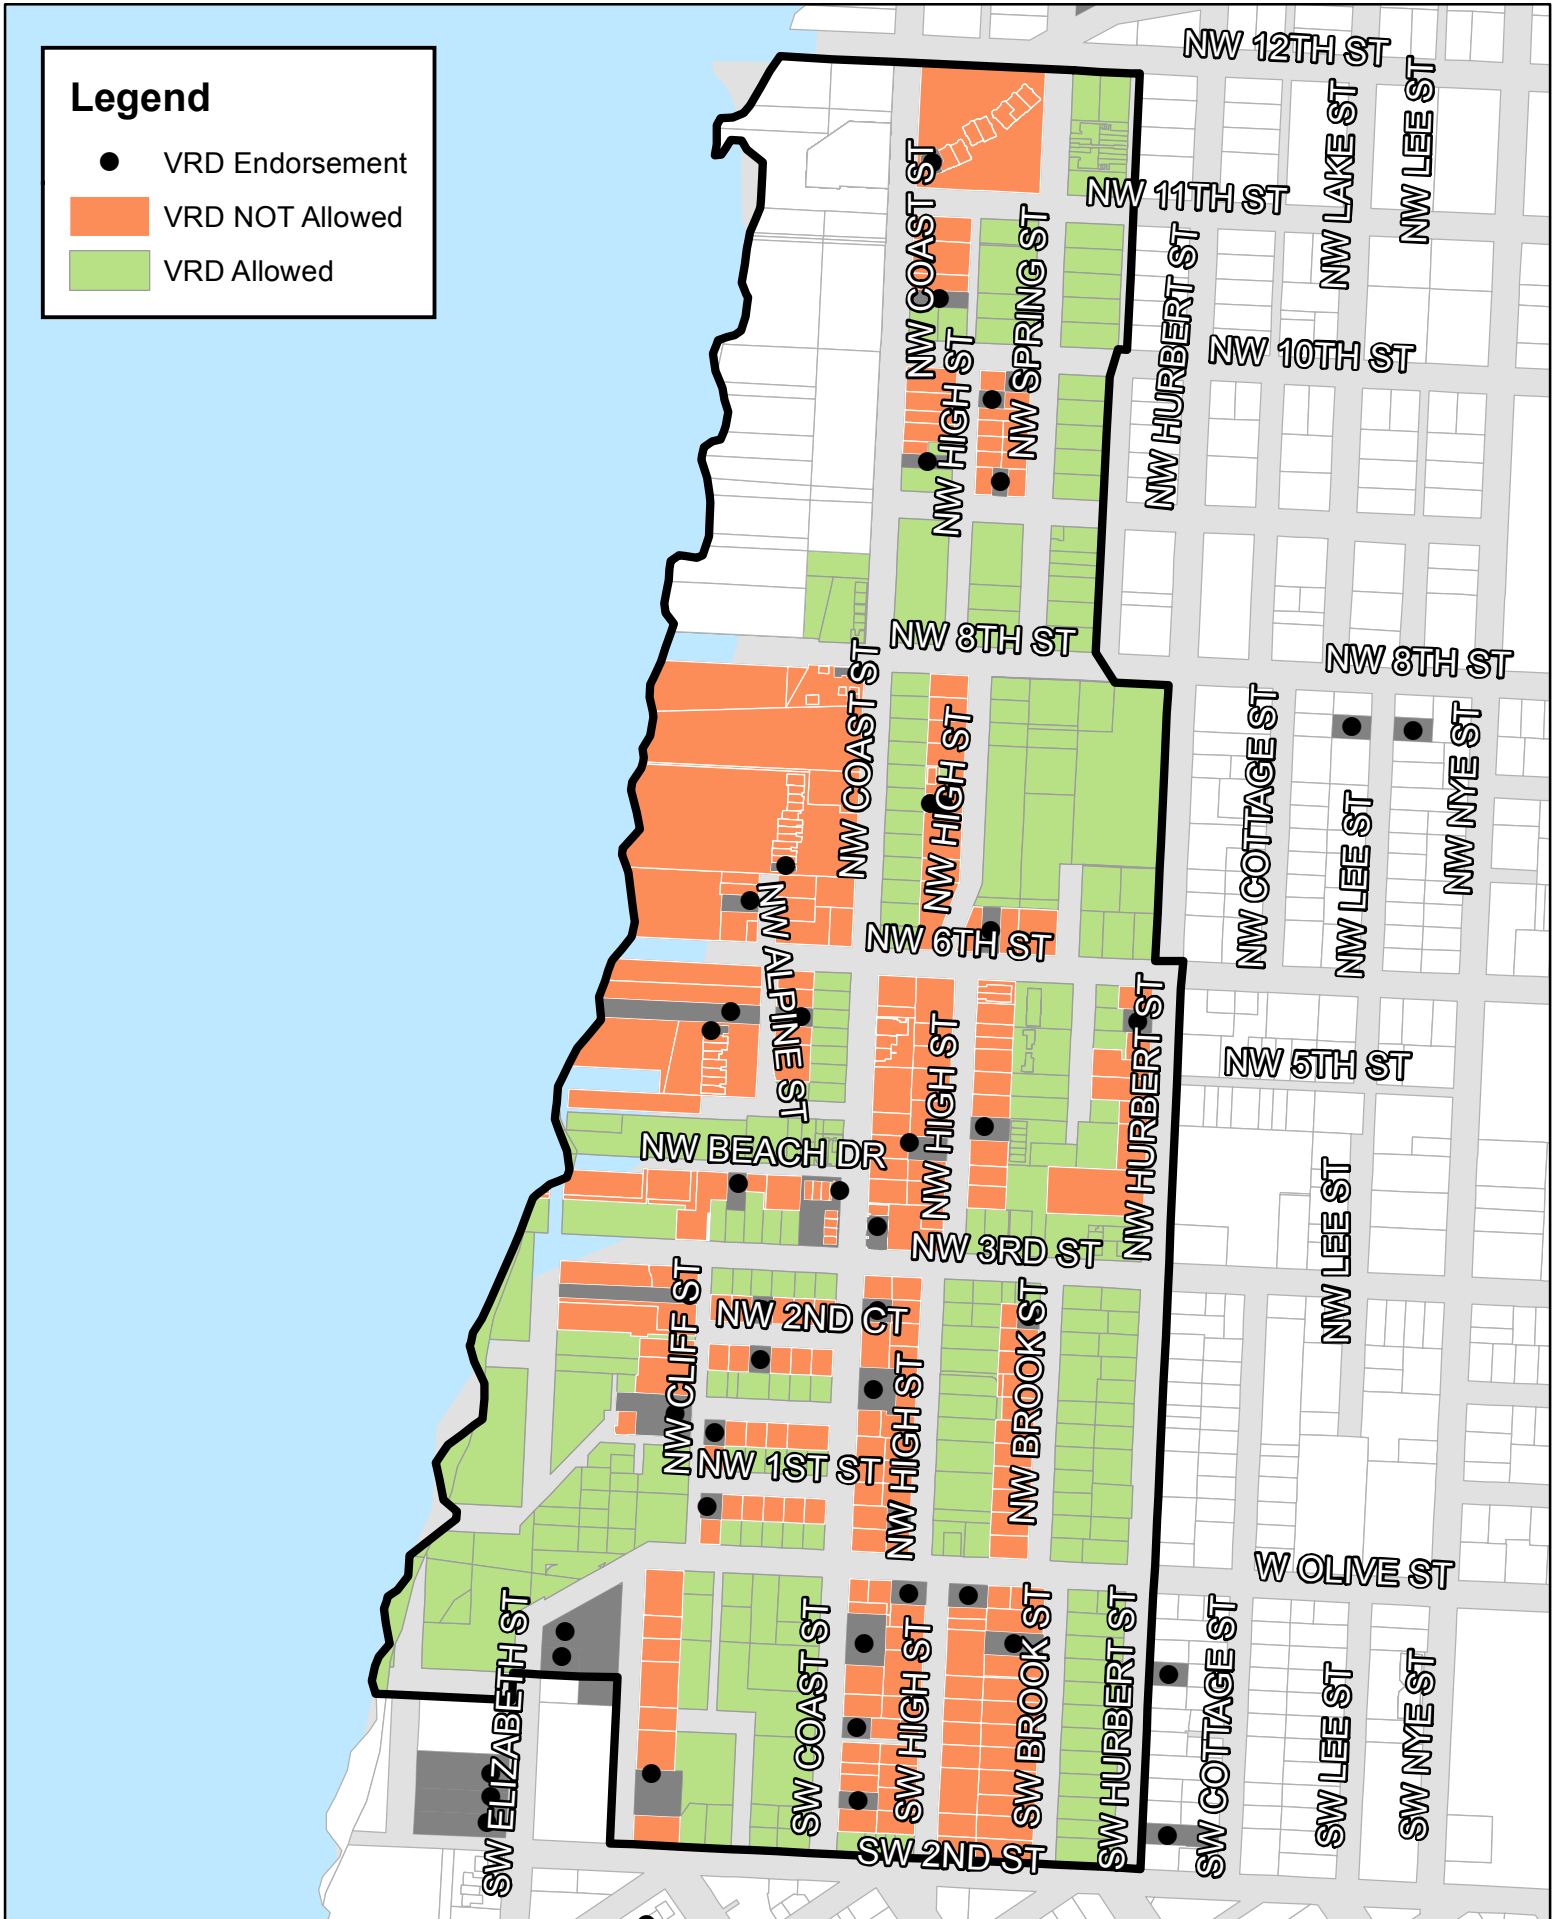 Legend
VRD Endorsement
VRD NOT Allowed
VRD Allowed
NW 12TH ST
NW LAKE ST
NW LEE ST
NW COAST ST
NW 11TH ST
NW SPRING ST
NW HURBERT ST
NW HIGH ST
NW 10TH ST
NW 8TH ST
NW 8TH ST
NW COAST ST
NW HIGH ST
NW COTTAGE ST
NW LEE ST
NW NYE ST
NW ALPINE ST
NW 6TH ST
NW HIGH ST
NW HURBERT ST
NW 5TH ST
NW BEACH DR
NW LEE ST
NW 3RD ST
NW CLIFF ST
NW 2ND CT
NW HIGH ST
NW BROOK ST
NW 1ST ST
W OLIVE ST
SW ELIZABETH ST
SW COAST ST
SW HIGH ST
SW BROOK ST
SW HURBERT ST
SW COTTAGE ST
SW LEE ST
SW NYE ST
SW 2ND ST